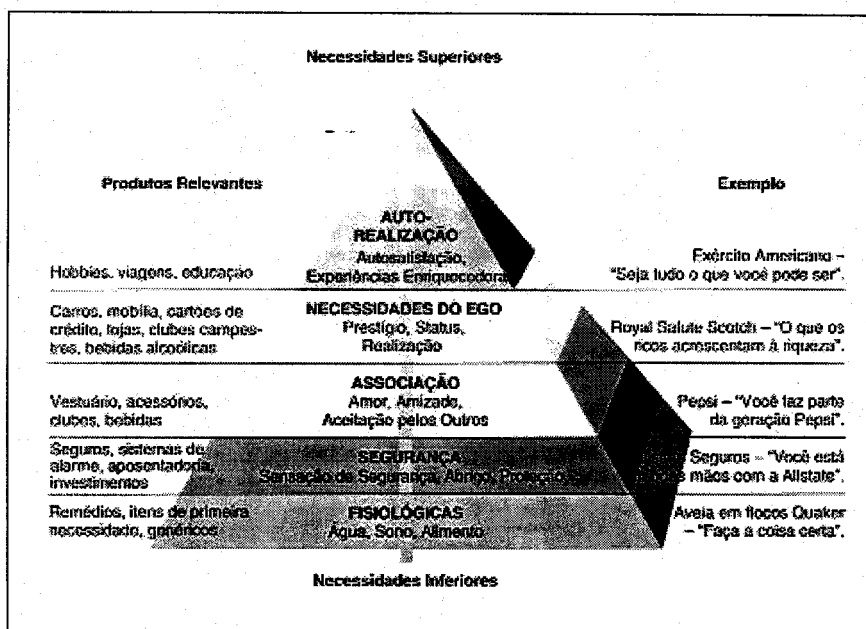 Necessidades Superiores
Produtos Relevantes
Exemplo
AUTO-
REALIZAÇÃO
Autosatisfação,
Experiências Enriquecedoras
Hobbies, viagens, educação
Exército Americano –
"Seja tudo o que você pode ser".
Carros, mobília, cartões de
crédito, lojas, clubes campes-
tres, bebidas alcoólicas
NECESSIDADES DO EGO
Prestígio, Status,
Realização
Royal Salute Scotch – "O que os
ricos acrescentam à riqueza".
Vestuário, acessórios,
clubes, bebidas
ASSOCIAÇÃO
Amor, Amizade,
Aceitação pelos Outros
Pepsi – "Você faz parte
da geração Pepsi".
Seguros, sistemas de
alarme, aposentadoria,
investimentos
SEGURANÇA
Sensação de Segurança, Abrigo, Proteção
Seguros – "Você está
mãos com a Allstate".
Remédios, itens de primeira
necessidade, genéricos
FISIOLÓGICAS
Água, Sono, Alimento
Aveia em flocos Quaker
– "Faça a coisa certa".
Necessidades Inferiores